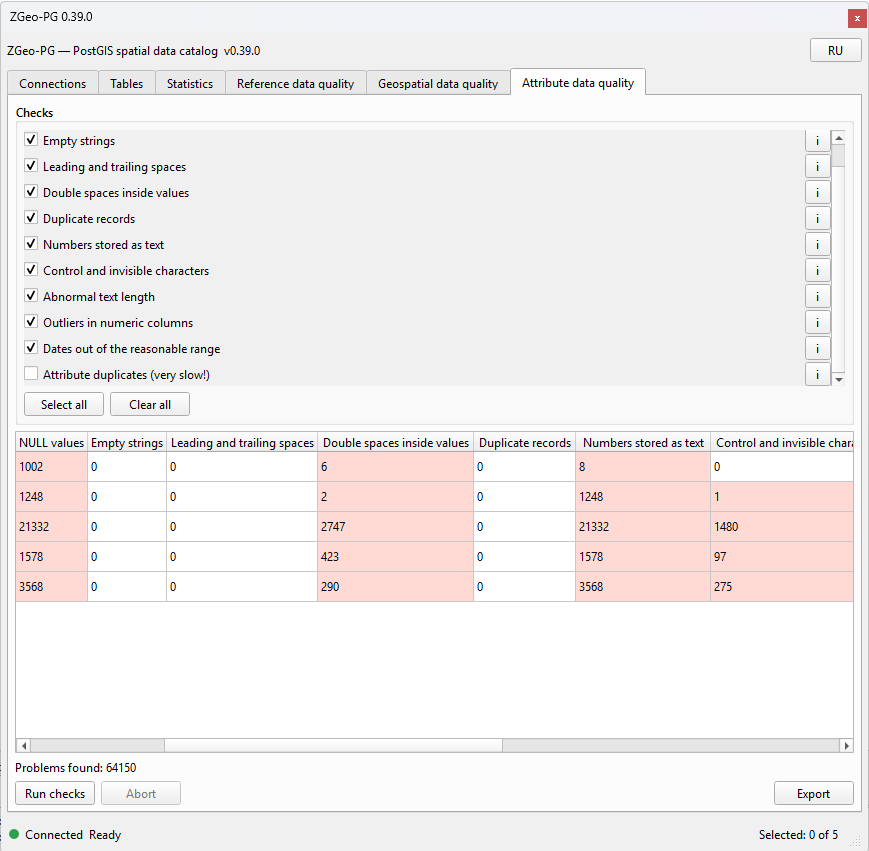 ZGeo-PG 0.39.0
x
ZGeo-PG — PostGIS spatial data catalog v0.39.0
RU
Connections Tables Statistics Reference data quality Geospatial data quality Attribute data quality
Checks
Empty strings i
Leading and trailing spaces i
Double spaces inside values i
Duplicate records i
Numbers stored as text i
Control and invisible characters i
Abnormal text length i
Outliers in numeric columns i
Dates out of the reasonable range i
Attribute duplicates (very slow!) i
Select all Clear all
NULL values Empty strings Leading and trailing spaces Double spaces inside values Duplicate records Numbers stored as text Control and invisible chara
1002 0 0 6 0 8 0
1248 0 0 2 0 1248 1
21332 0 0 2747 0 21332 1480
1578 0 0 423 0 1578 97
3568 0 0 290 0 3568 275
Problems found: 64150
Run checks Abort Export
Connected Ready Selected: 0 of 5